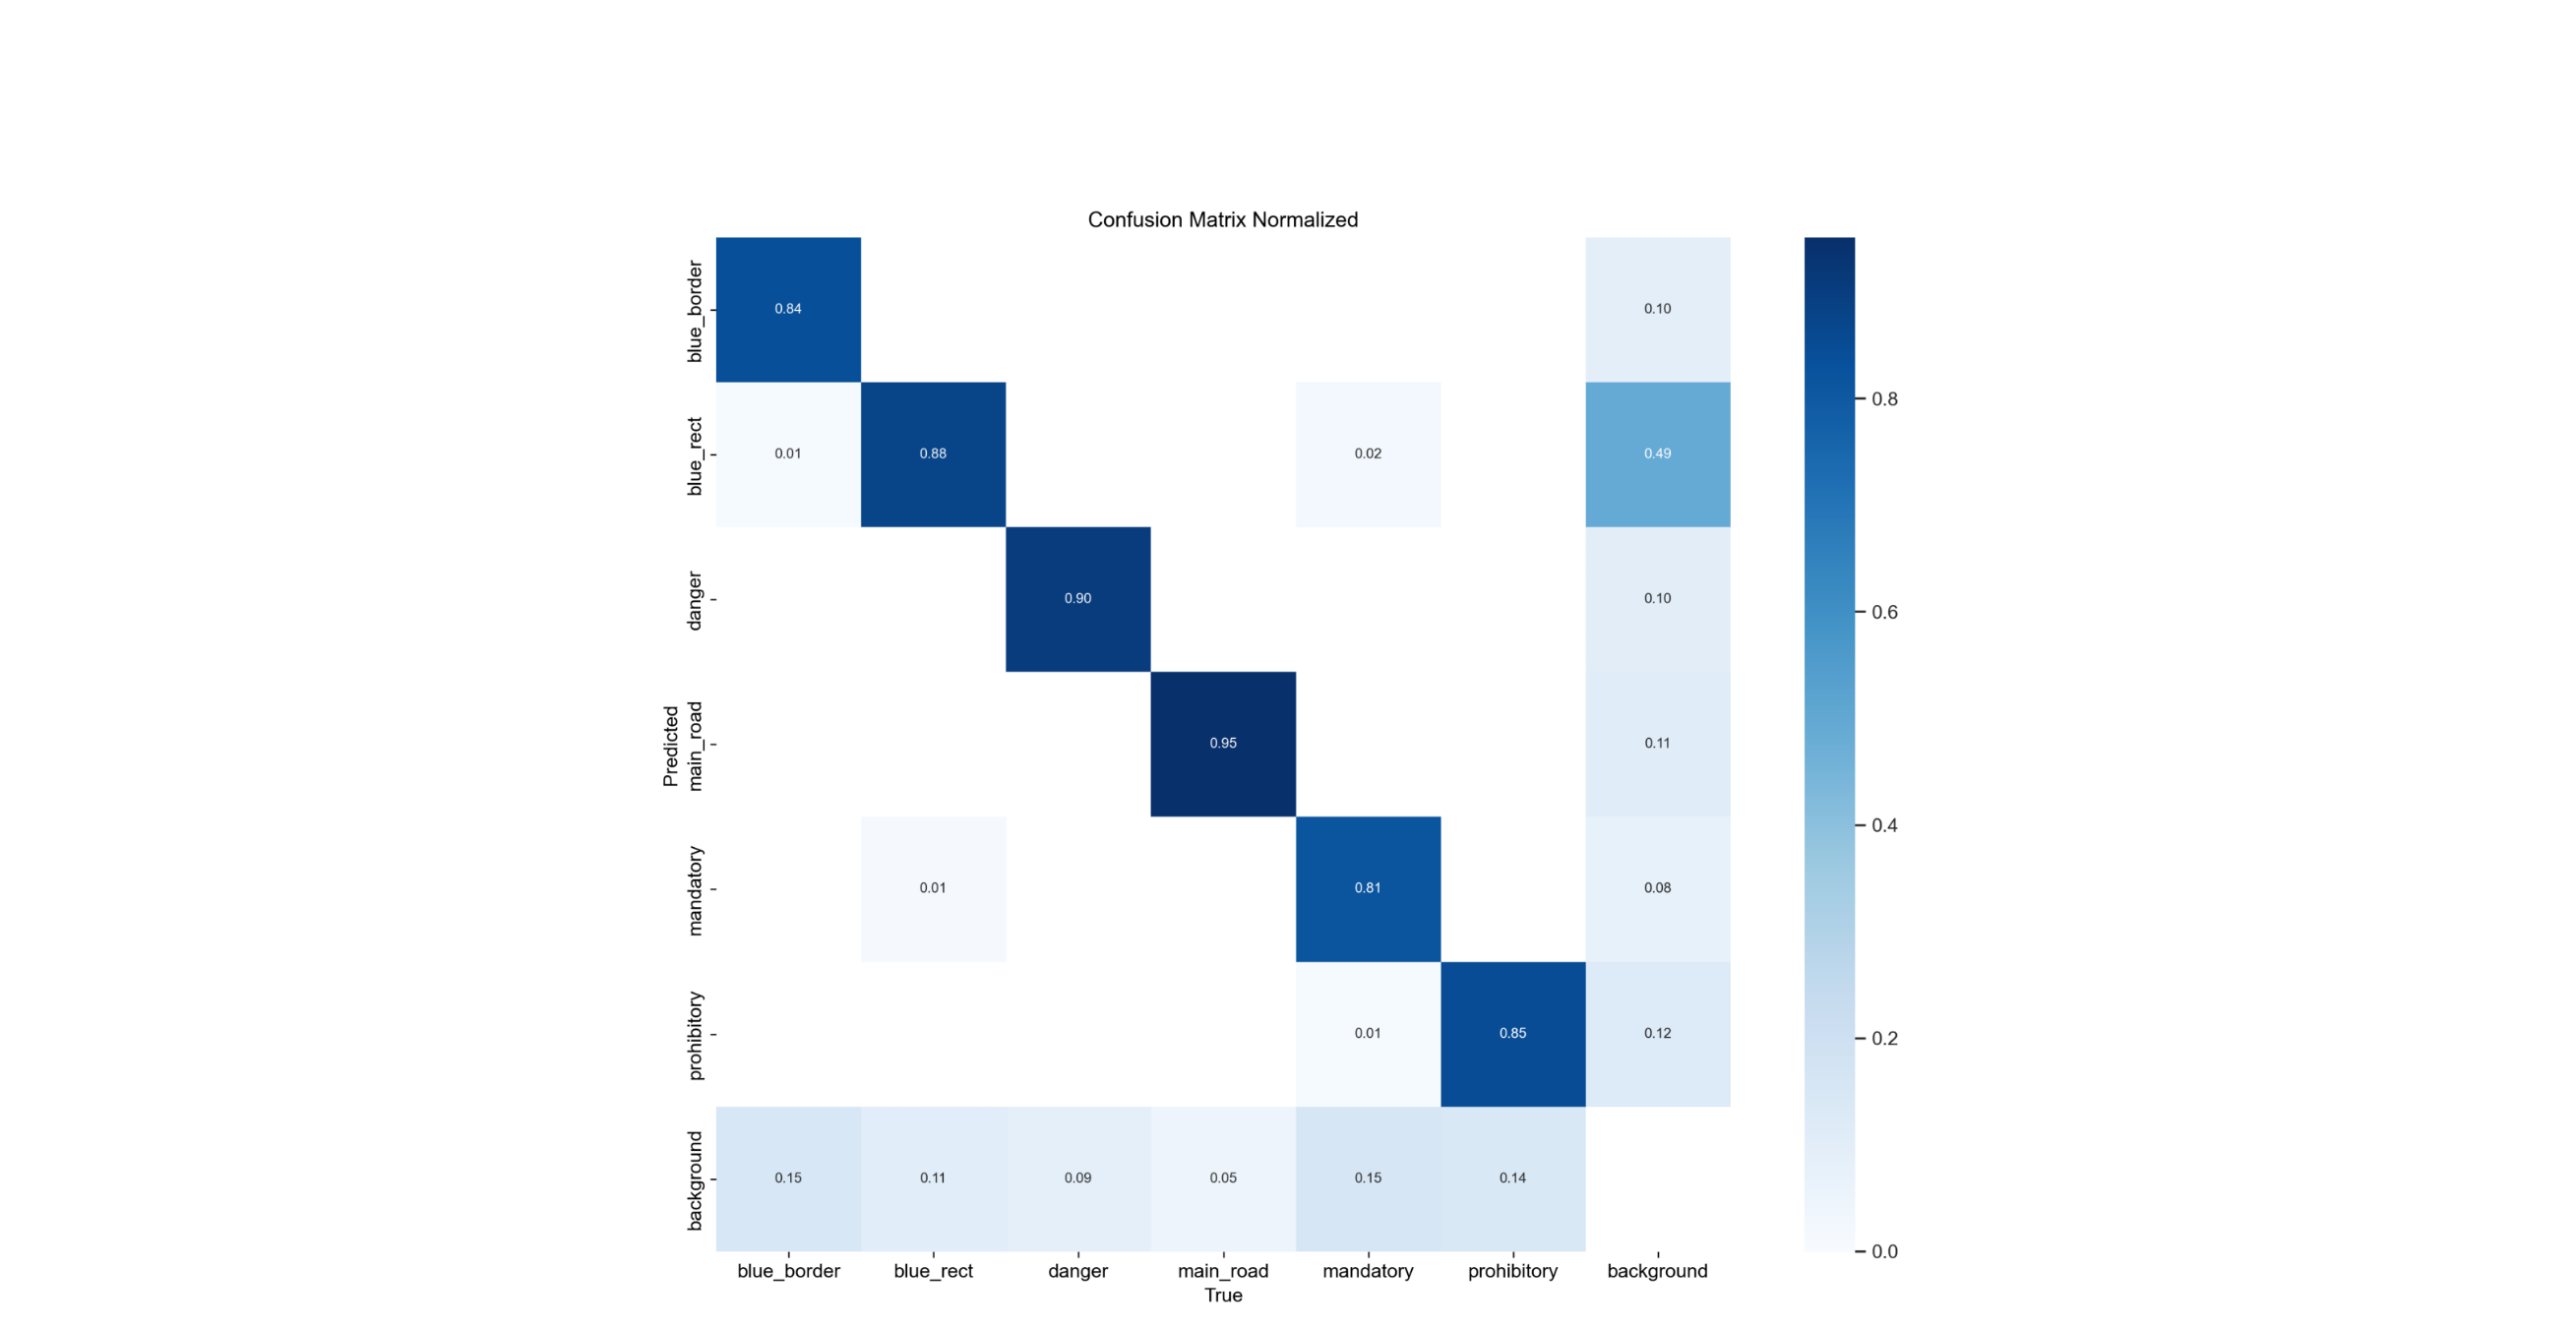 Confusion Matrix Normalized
blue_border
0.84
0.10
blue_rect
0.01
0.88
0.02
0.49
0.8
danger
0.90
0.10
0.6
Predicted
main_road
0.95
0.11
0.4
mandatory
0.01
0.81
0.08
prohibitory
0.01
0.85
0.12
0.2
background
0.15
0.11
0.09
0.05
0.15
0.14
0.0
blue_border
blue_rect
danger
main_road
mandatory
prohibitory
background
True